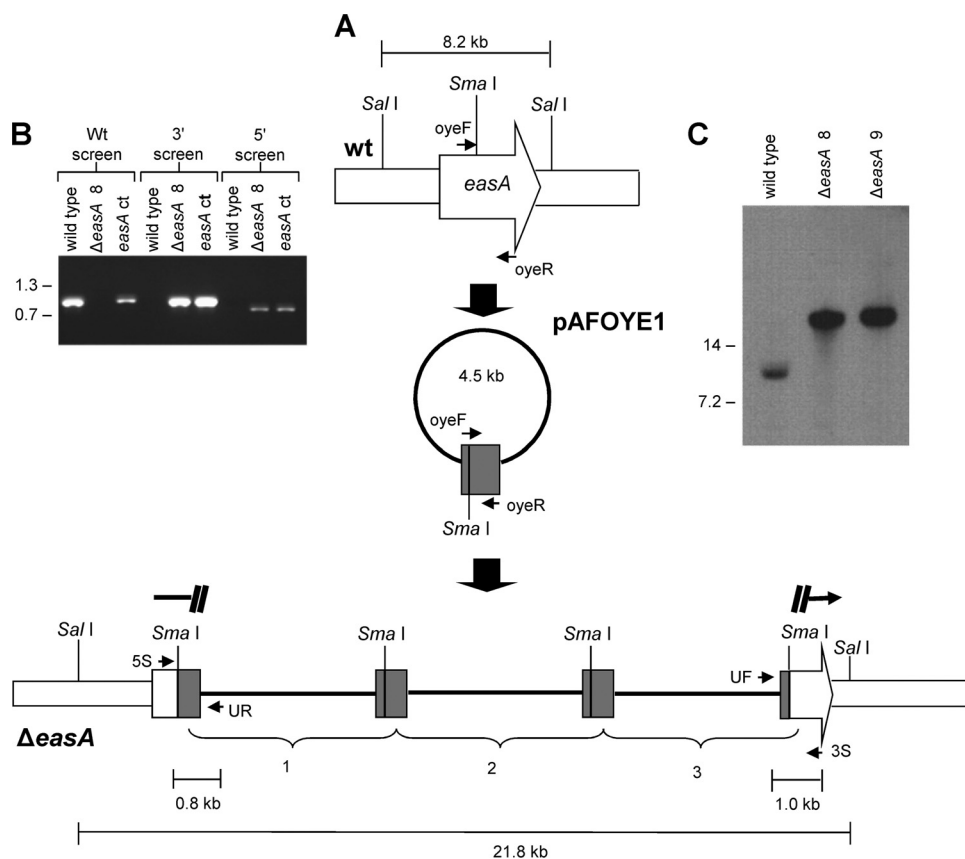 A
8.2 kb
Sma I
Sal I
Sal I
oyeF
wt
easA
oyeR
B
Wt screen
3' screen
5' screen
wild type
ΔeasA 8
easA ct
wild type
ΔeasA 8
easA ct
wild type
ΔeasA 8
easA ct
1.3
0.7
C
wild type
ΔeasA 8
ΔeasA 9
14
7.2
pAFOYE1
4.5 kb
oyeF
oyeR
Sma I
Sal I
Sma I
Sma I
Sma I
Sma I
Sal I
5S
UR
UF
3S
ΔeasA
1
2
3
0.8 kb
1.0 kb
21.8 kb